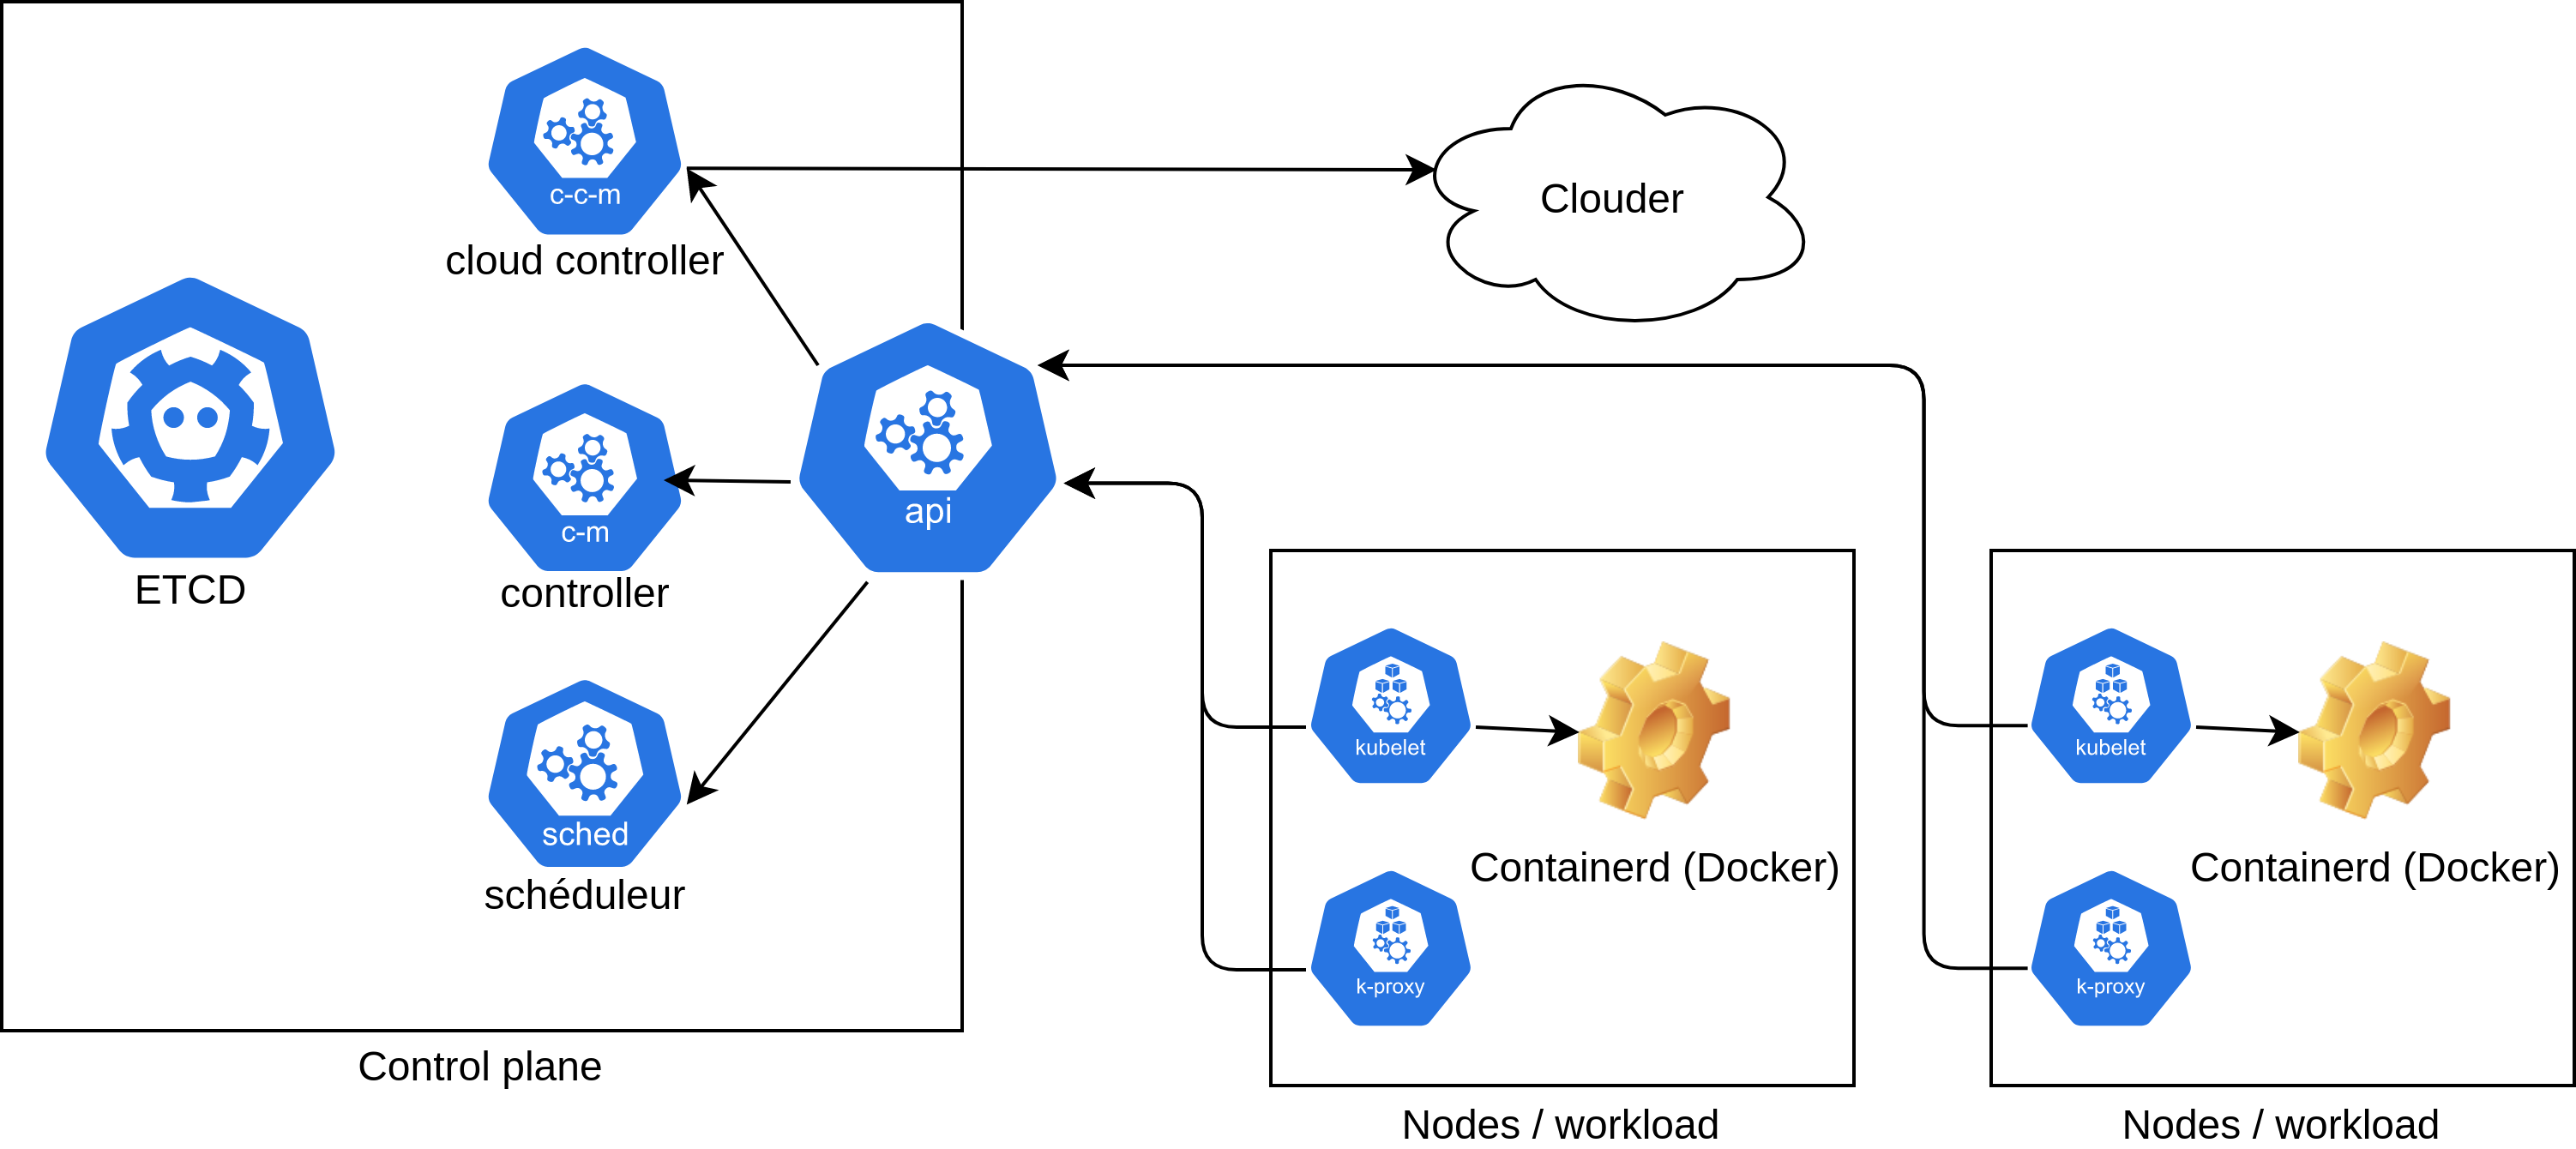 c-c-m
cloud controller
Clouder
ETCD
c-m
controller
api
sched
schéduleur
Control plane
kubelet
Containerd (Docker)
k-proxy
Nodes / workload
kubelet
Containerd (Docker)
k-proxy
Nodes / workload